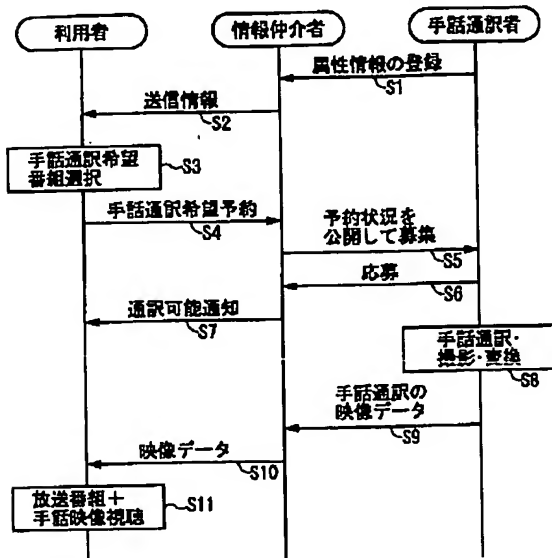 利用者
情報仲介者
手話通訳者
属性情報の登録
S1
送信情報
S2
手話通訳希望
番組選択
S3
手話通訳希望予約
S4
予約状況を
公開して募集
S5
応募
S6
通訳可能通知
S7
手話通訳・
撮影・変換
S8
手話通訳の
映像データ
S9
映像データ
S10
放送番組+
手話映像視聴
S11